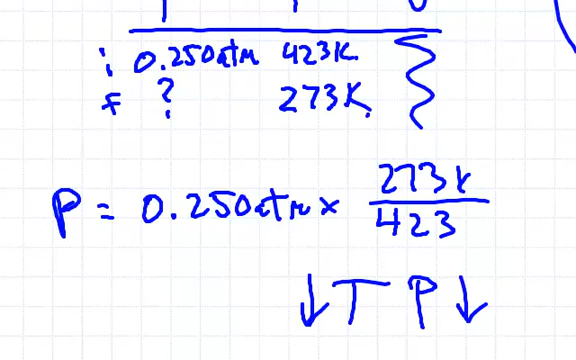 i 0.250atm 423K
f ? 273K
P = 0.250atm x 273K / 423
↓ T P ↓